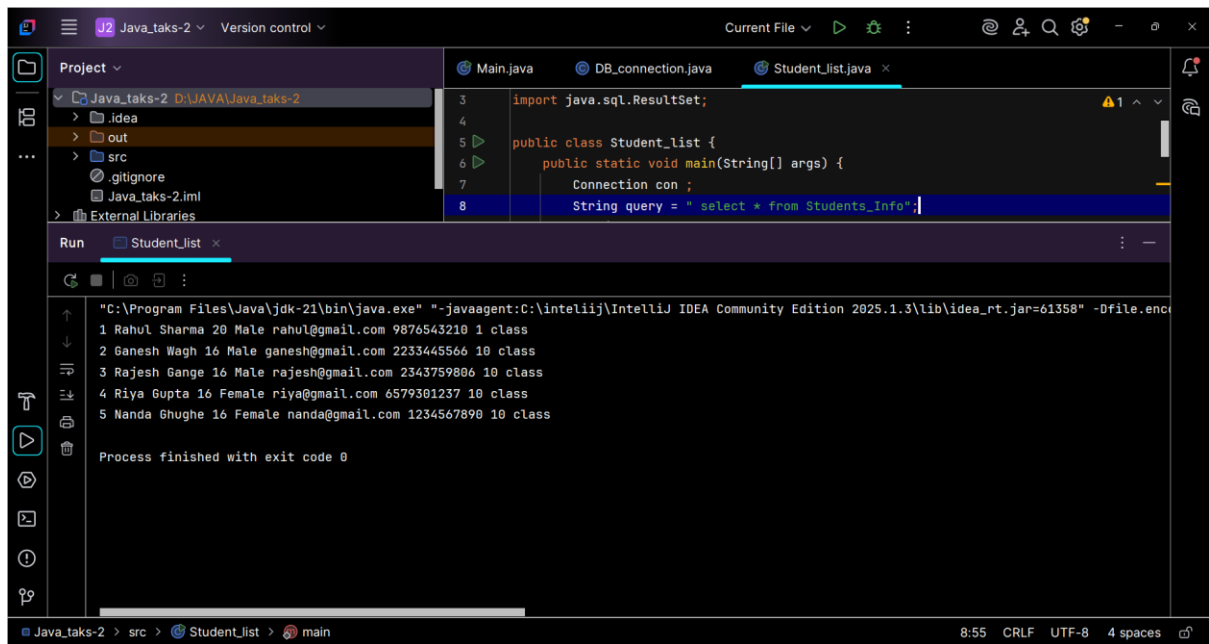 J2 Java_taks-2 Version control Current File
Project
Main.java DB_connection.java Student_list.java
Java_taks-2 D:\JAVA\Java_taks-2
.idea
out
src
.gitignore
Java_taks-2.iml
External Libraries
3 import java.sql.ResultSet; 1
4
5 public class Student_list {
6 public static void main(String[] args) {
7 Connection con ;
8 String query = " select * from Students_Info";
Run Student_list
"C:\Program Files\Java\jdk-21\bin\java.exe" "-javaagent:C:\inteliij\IntelliJ IDEA Community Edition 2025.1.3\lib\idea_rt.jar=61358" -Dfile.enco
1 Rahul Sharma 20 Male rahul@gmail.com 9876543210 1 class
2 Ganesh Wagh 16 Male ganesh@gmail.com 2233445566 10 class
3 Rajesh Gange 16 Male rajesh@gmail.com 2343759806 10 class
4 Riya Gupta 16 Female riya@gmail.com 6579301237 10 class
5 Nanda Ghughe 16 Female nanda@gmail.com 1234567890 10 class
Process finished with exit code 0
Java_taks-2 > src > Student_list > main 8:55 CRLF UTF-8 4 spaces